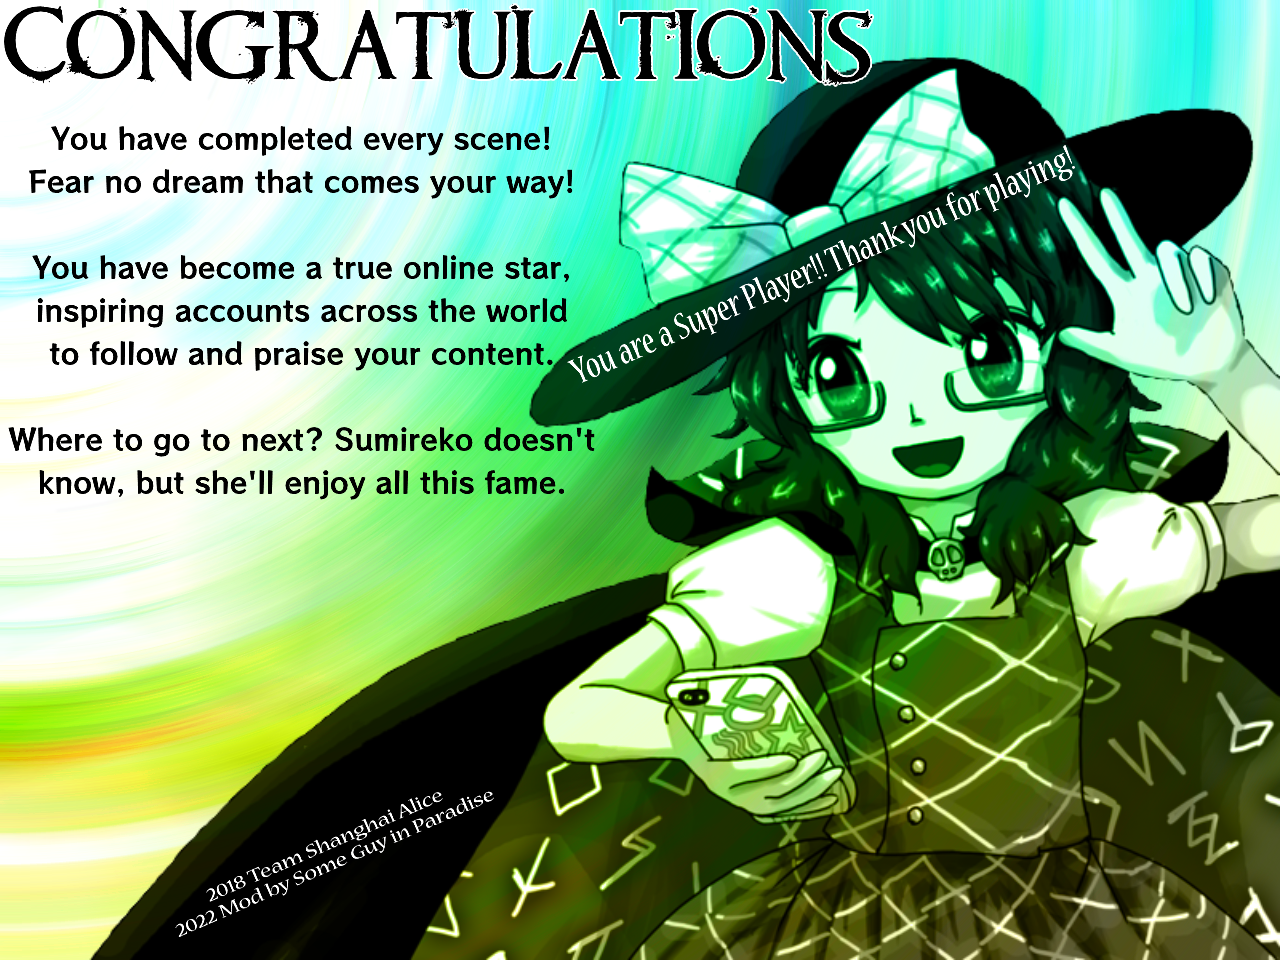 CONGRATULATIONS
You have completed every scene!
Fear no dream that comes your way!
You have become a true online star,
inspiring accounts across the world
to follow and praise your content.
Where to go to next? Sumireko doesn't
know, but she'll enjoy all this fame.
You are a Super Player!! Thank you for playing!
2018 Team Shanghai Alice
2022 Mod by Some Guy in Paradise